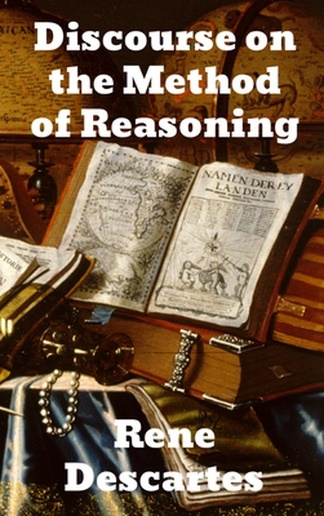 Discourse on
the Method
of Reasoning
NAMEN DER EY
LANDEN
Rene
Descartes